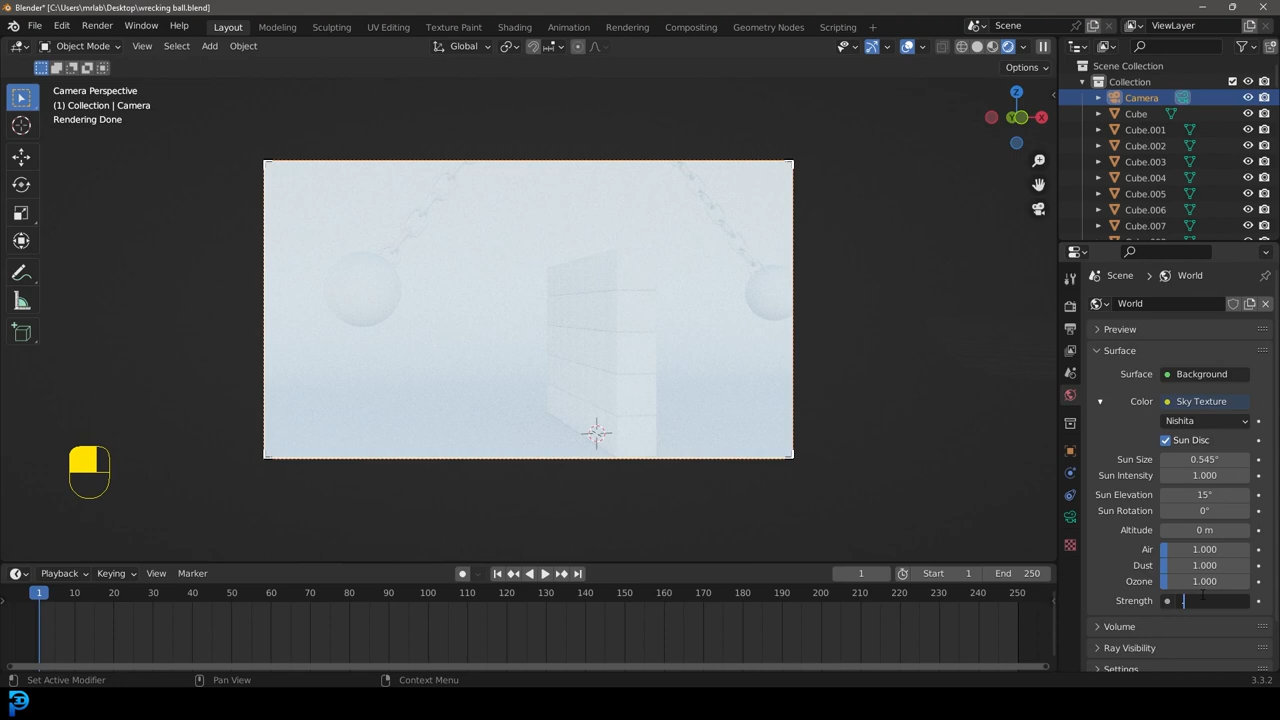 Blender* [C:\Users\mrlab\Desktop\wrecking ball.blend]
File Edit Render Window Help Layout Modeling Sculpting UV Editing Texture Paint Shading Animation Rendering Compositing Geometry Nodes Scripting Scene ViewLayer
Object Mode View Select Add Object Global
Options
Camera Perspective
(1) Collection | Camera
Rendering Done
Z
Y
X
Scene Collection
Collection
Camera
Cube
Cube.001
Cube.002
Cube.003
Cube.004
Cube.005
Cube.006
Cube.007
Scene > World
World
Preview
Surface
Surface Background
Color Sky Texture
Nishita
Sun Disc
Sun Size 0.545°
Sun Intensity 1.000
Sun Elevation 15°
Sun Rotation 0°
Altitude 0 m
Air 1.000
Dust 1.000
Ozone 1.000
Strength .
Volume
Ray Visibility
Settings
Playback Keying View Marker 1 Start 1 End 250
1 10 20 30 40 50 60 70 80 90 100 110 120 130 140 150 160 170 180 190 200 210 220 230 240 250
Set Active Modifier Pan View Context Menu 3.3.2